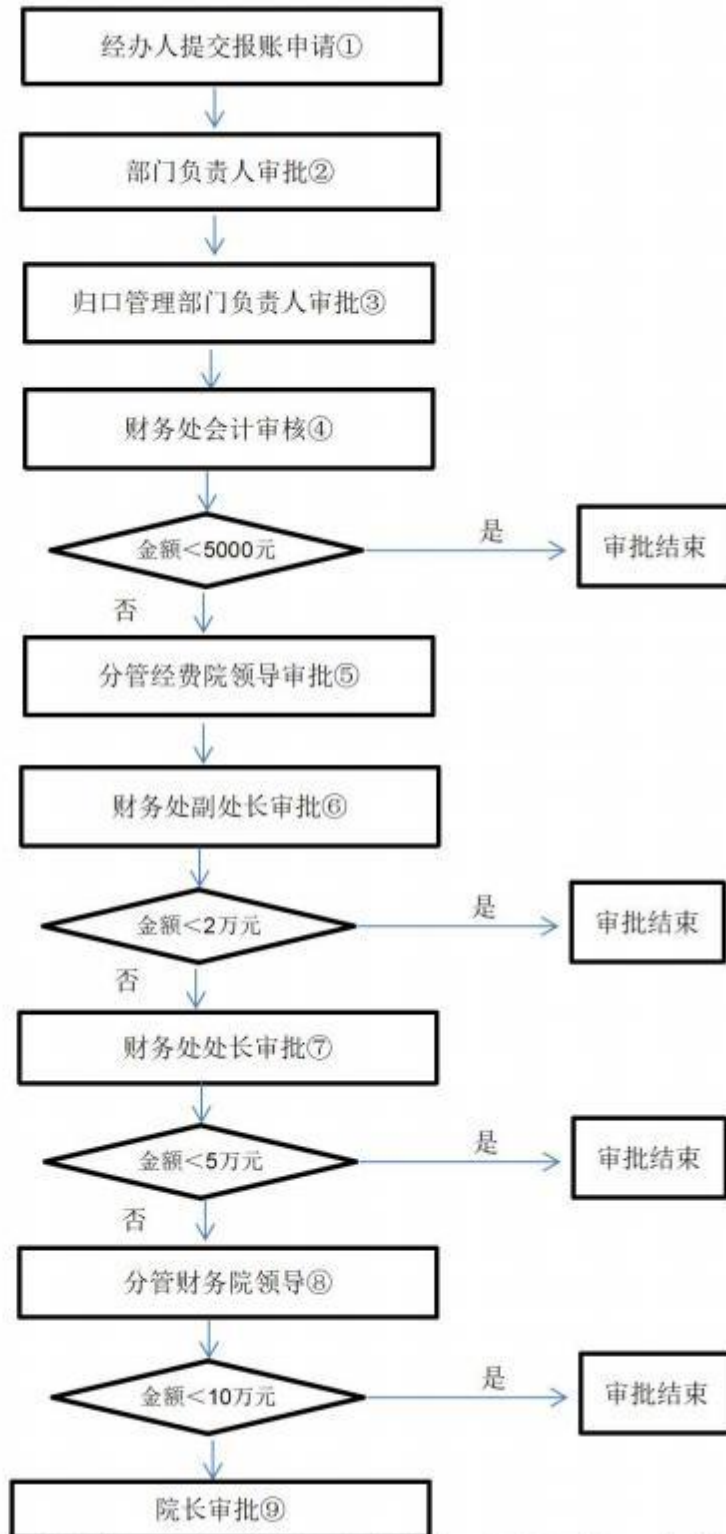 经办人提交报账申请①
部门负责人审批②
归口管理部门负责人审批③
财务处会计审核④
金额＜5000元
是
审批结束
否
分管经费院领导审批⑤
财务处副处长审批⑥
金额＜2万元
是
审批结束
否
财务处处长审批⑦
金额＜5万元
是
审批结束
否
分管财务院领导⑧
金额＜10万元
是
审批结束
院长审批⑨